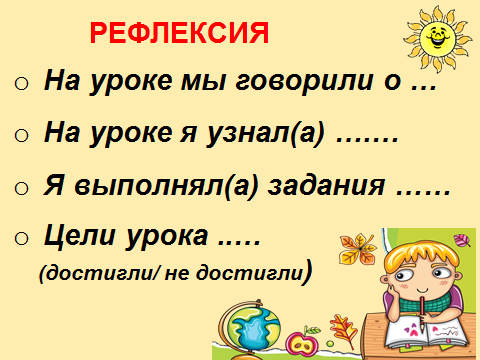 РЕФЛЕКСИЯ
o На уроке мы говорили о …
o На уроке я узнал(а) …….
o Я выполнял(а) задания ……
o Цели урока ..…
(достигли/ не достигли)